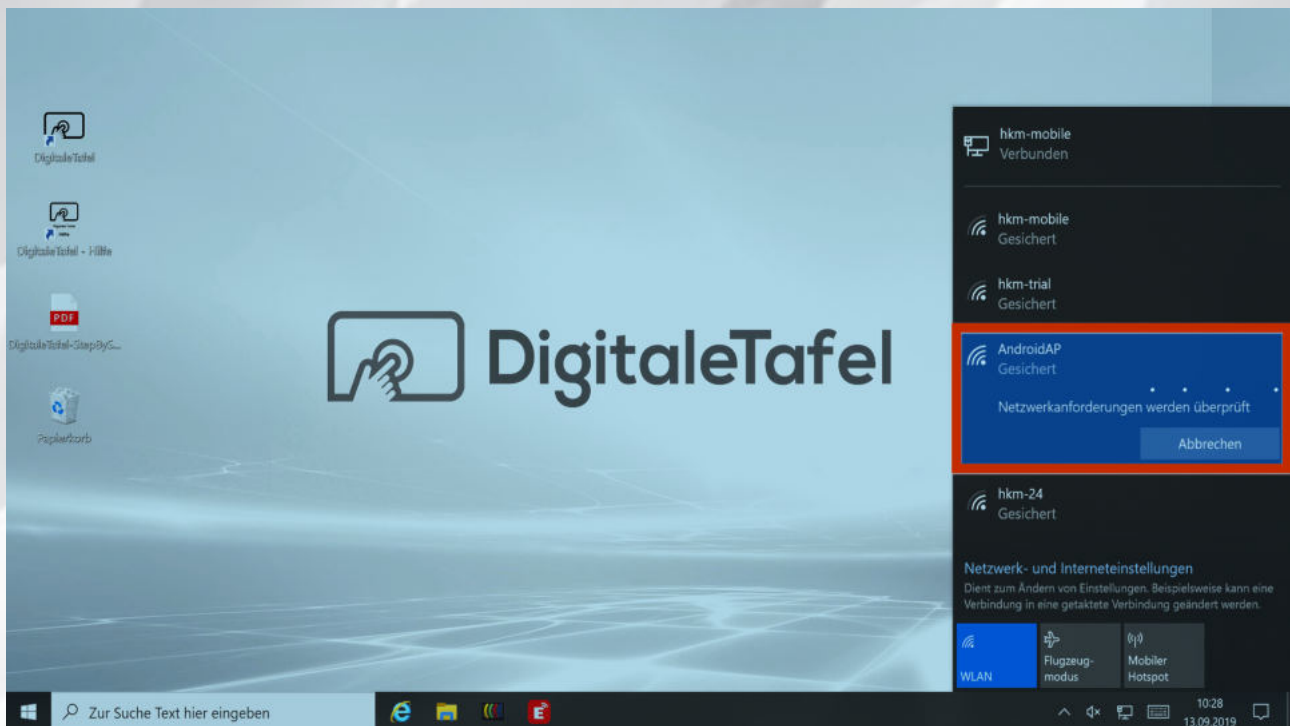 DigitaleTafel
DigitaleTafel - Hilfe
PDF
DigitaleTafel-StepByS...
Papierkorb
DigitaleTafel
hkm-mobile
Verbunden
hkm-mobile
Gesichert
hkm-trial
Gesichert
AndroidAP
Gesichert
Netzwerkanforderungen werden überprüft
Abbrechen
hkm-24
Gesichert
Netzwerk- und Interneteinstellungen
Dient zum Ändern von Einstellungen. Beispielsweise kann eine
Verbindung in eine getaktete Verbindung geändert werden.
WLAN
Flugzeug-
modus
Mobiler
Hotspot
Zur Suche Text hier eingeben
10:28
13.09.2019